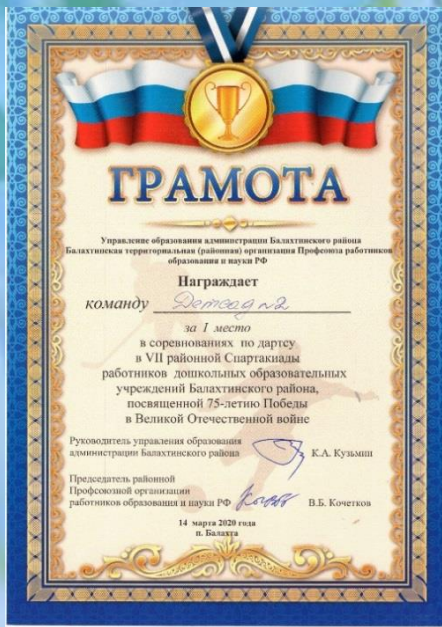 ГРАМОТА
Управление образования администрации Балахтинского района
Балахтинская территориальная (районная) организация Профсоюза работников
образования и науки РФ
Награждает
команду Детсад №2
за I место
в соревнованиях по дартсу
в VII районной Спартакиады
работников дошкольных образовательных
учреждений Балахтинского района,
посвященной 75-летию Победы
в Великой Отечественной войне
Руководитель управления образования
администрации Балахтинского района К.А. Кузьмин
Председатель районной
Профсоюзной организации
работников образования и науки РФ В.Б. Кочетков
14 марта 2020 года
п. Балахта